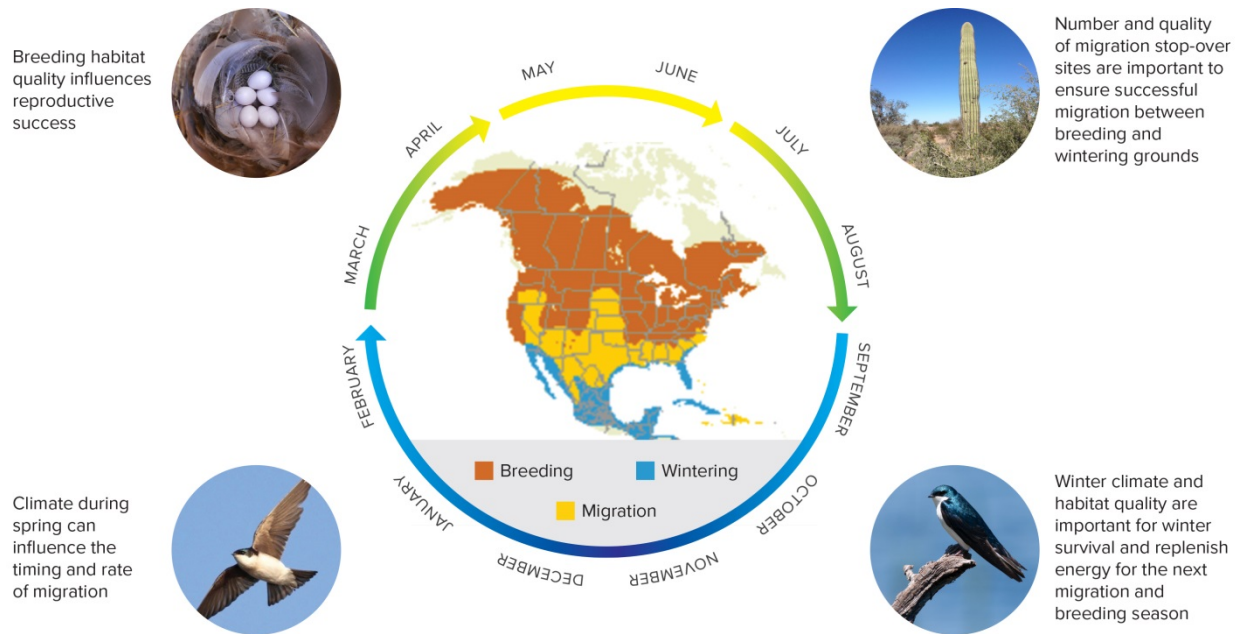 Breeding habitat
quality influences
reproductive
success
Number and quality
of migration stop-over
sites are important to
ensure successful
migration between
breeding and
wintering grounds
JANUARY
FEBRUARY
MARCH
APRIL
MAY
JUNE
JULY
AUGUST
SEPTEMBER
OCTOBER
NOVEMBER
DECEMBER
Breeding
Wintering
Migration
Climate during
spring can
influence the
timing and rate
of migration
Winter climate and
habitat quality are
important for winter
survival and replenish
energy for the next
migration and
breeding season